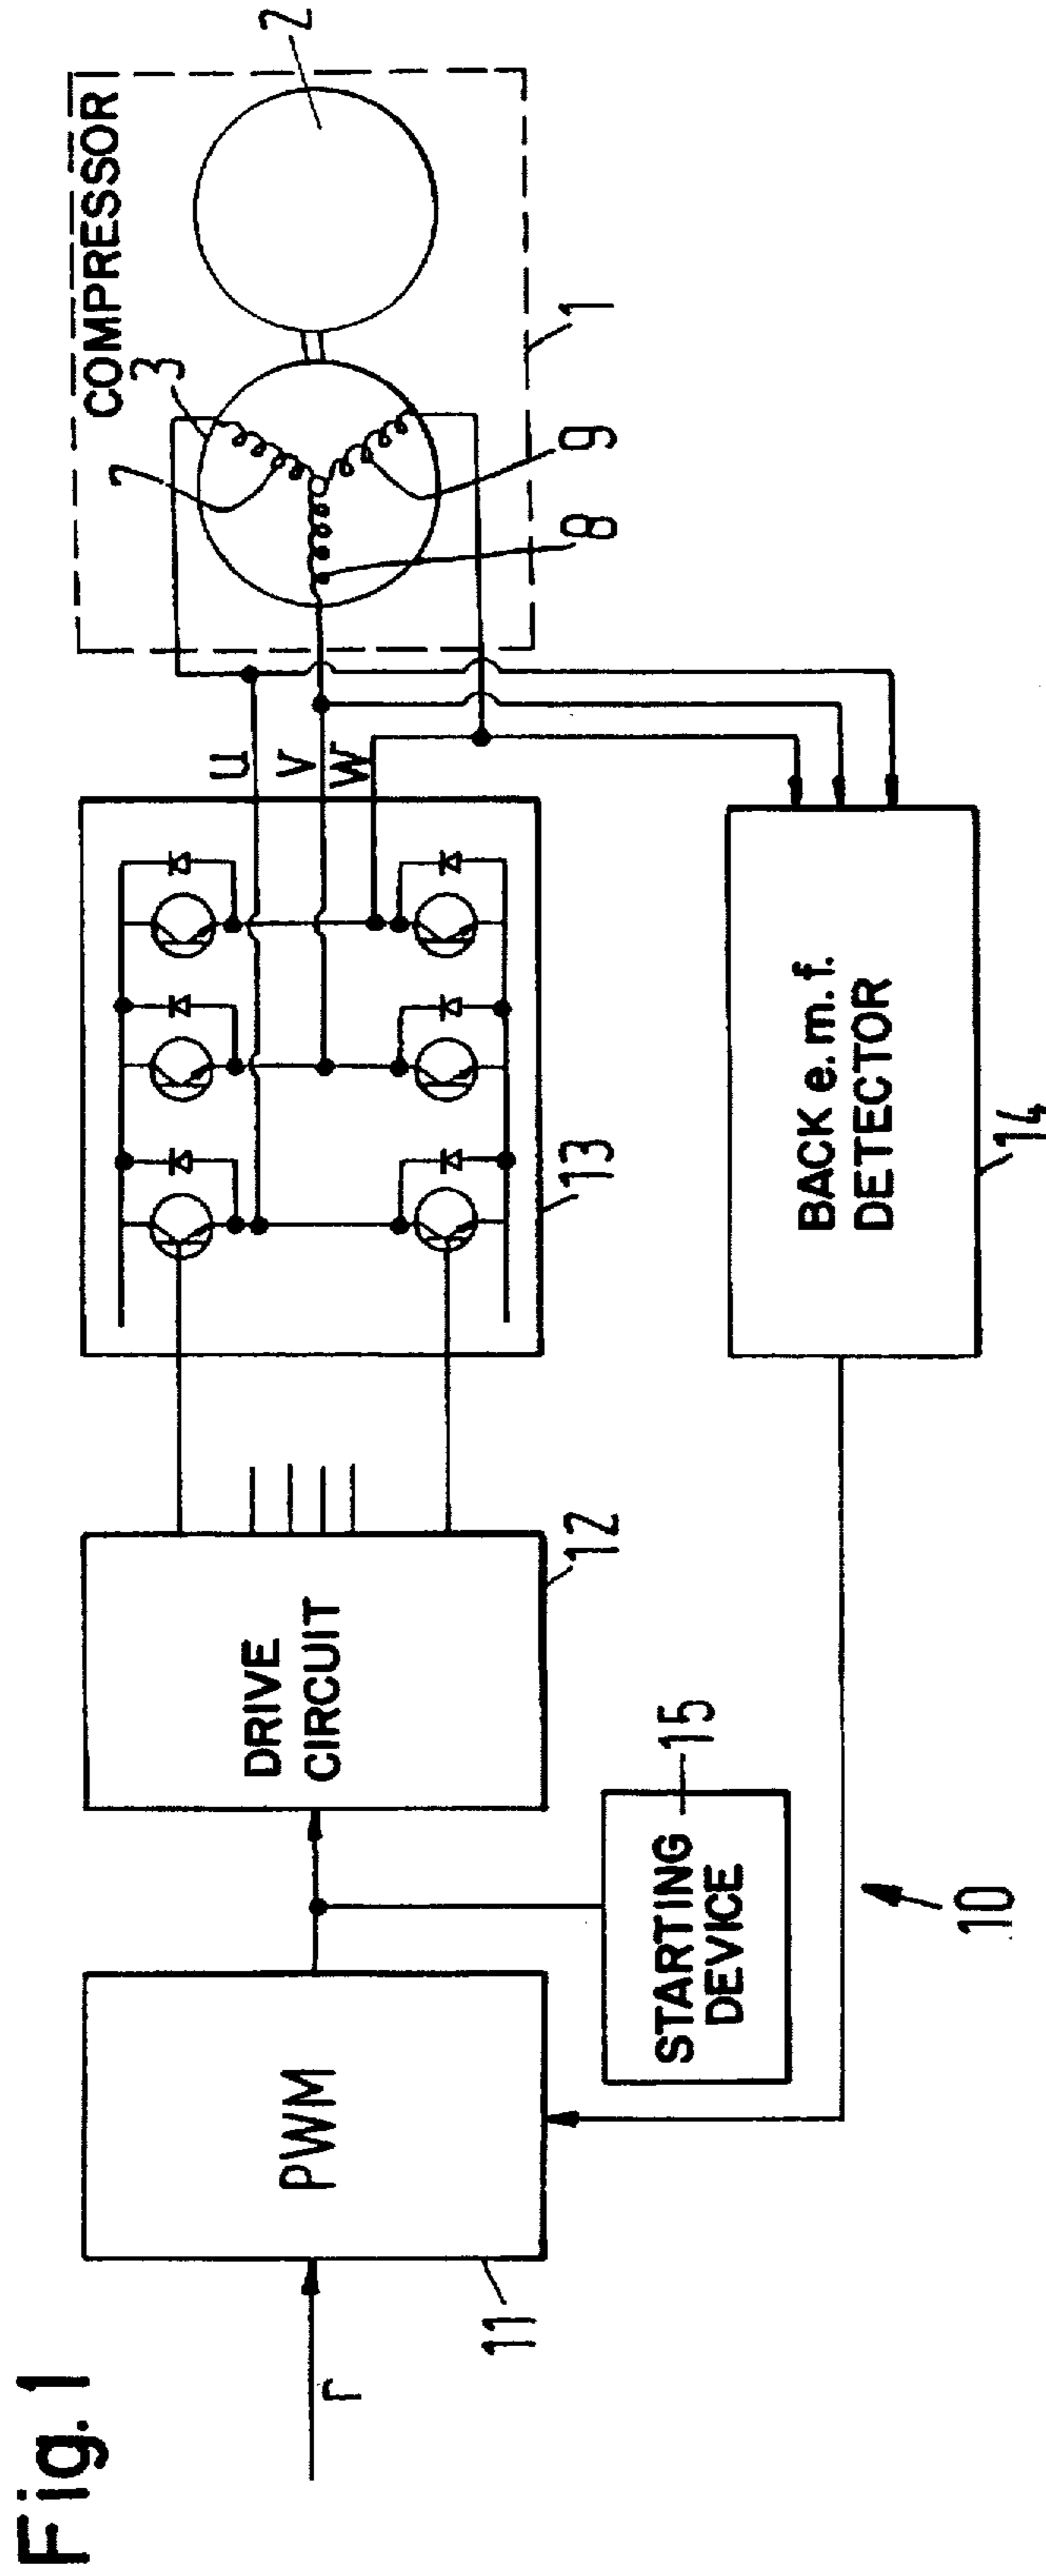 Fig. 1
r
PWM
11
STARTING
DEVICE
15
10
DRIVE
CIRCUIT
12
13
U
V
W
BACK e.m.f.
DETECTOR
14
COMPRESSOR
3
7
8
9
1
2